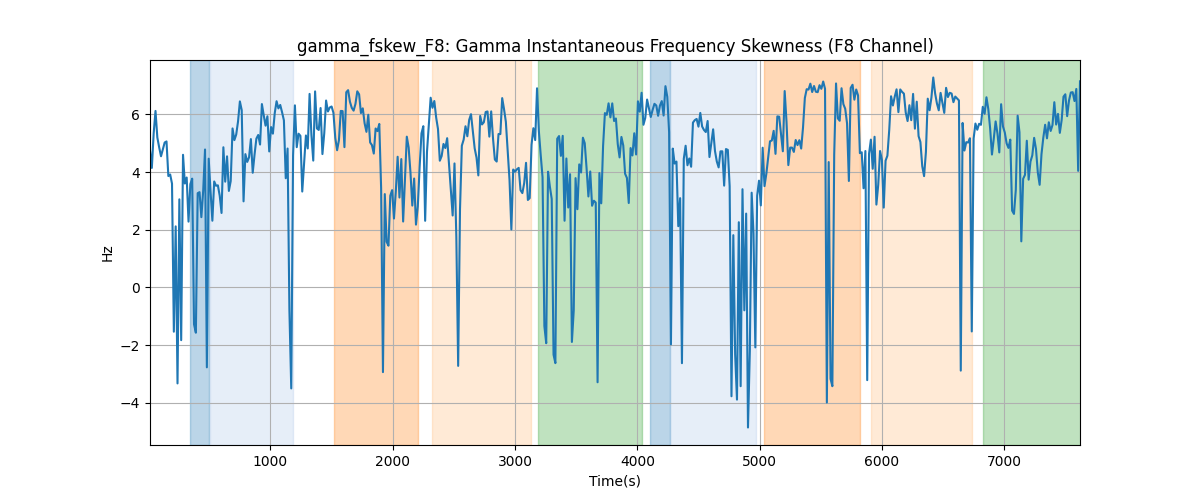 gamma_fskew_F8: Gamma Instantaneous Frequency Skewness (F8 Channel)
Hz
6
4
2
0
−2
−4
1000 2000 3000 4000 5000 6000 7000
Time(s)